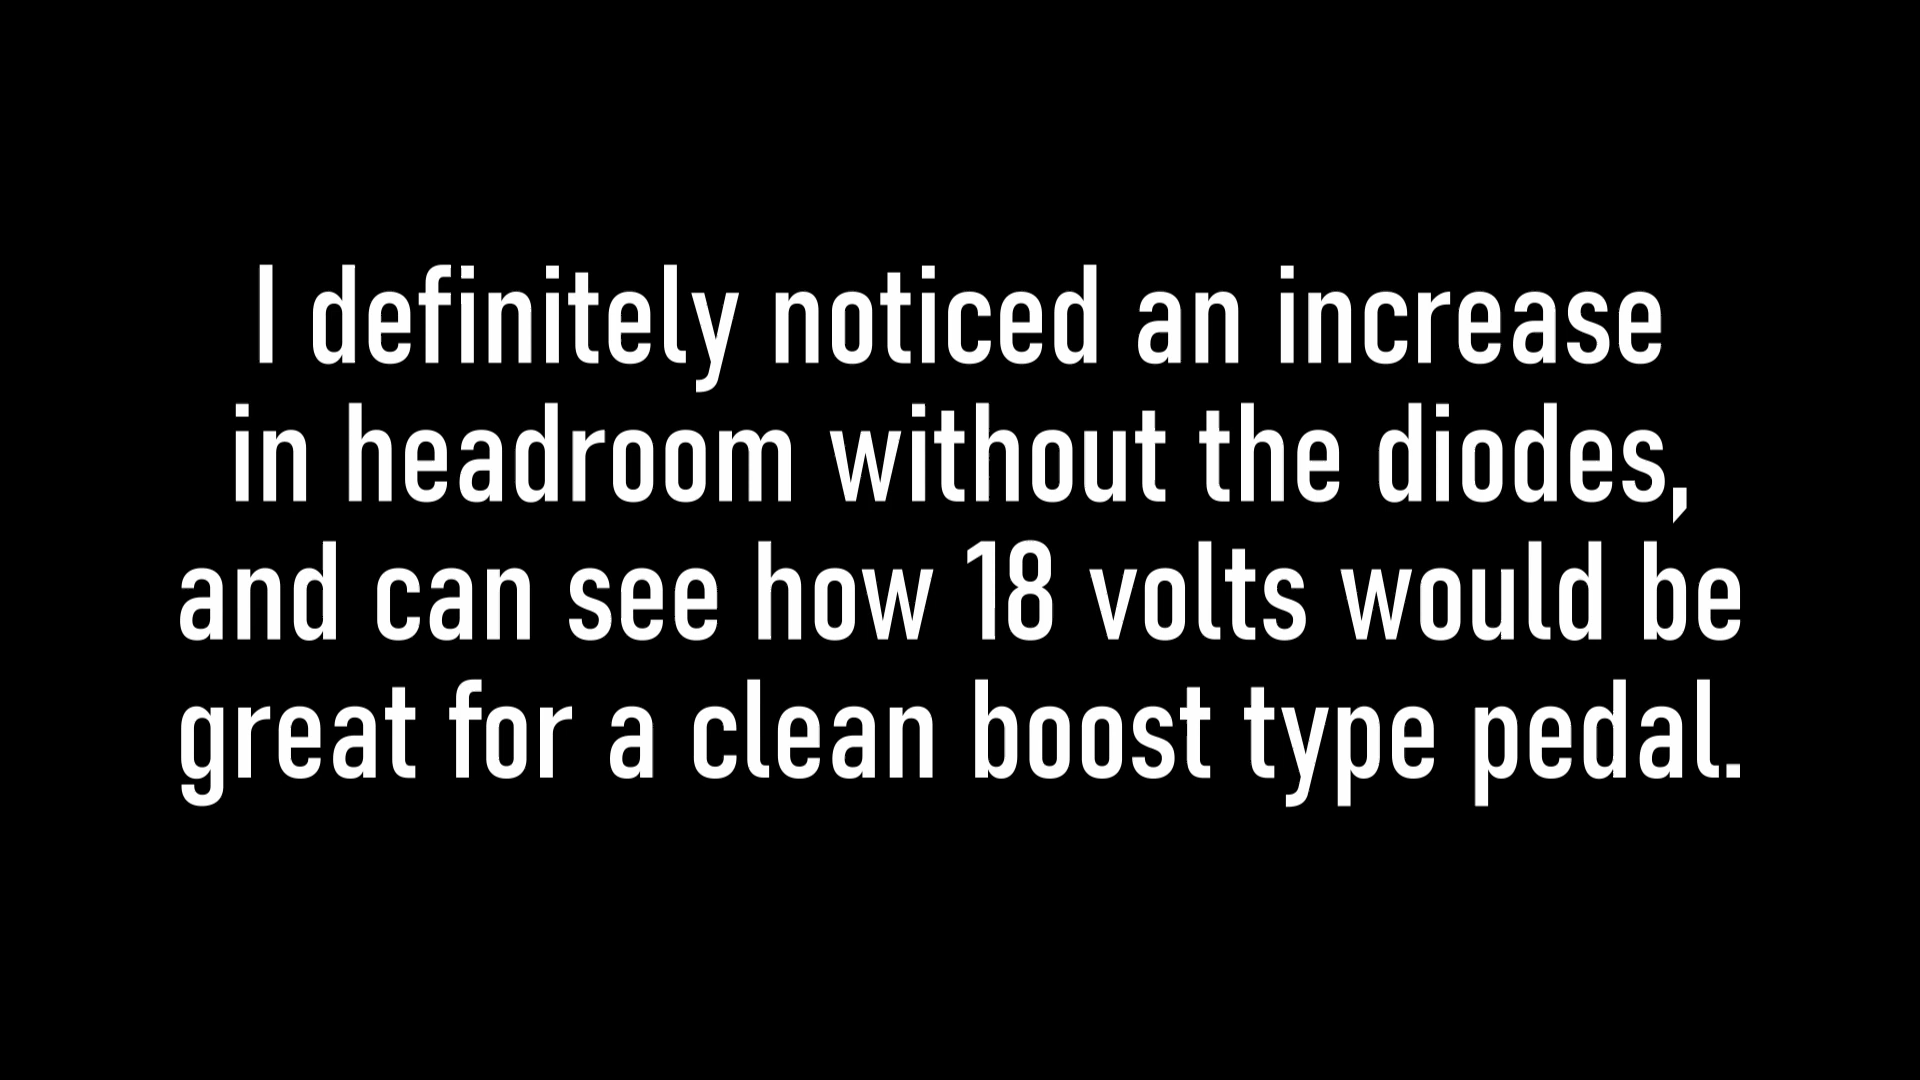 I definitely noticed an increase
in headroom without the diodes,
and can see how 18 volts would be
great for a clean boost type pedal.